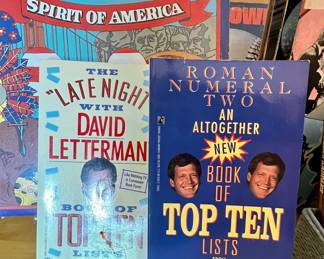 SPIRIT OF AMERICA
THE
"LATE NIGHT
WITH
DAVID
LETTERMAN
BOOK OF
TOP TEN
LISTS
ROMAN
NUMERAL
TWO
AN
ALTOGETHER
NEW
BOOK
OF
TOP TEN
LISTS